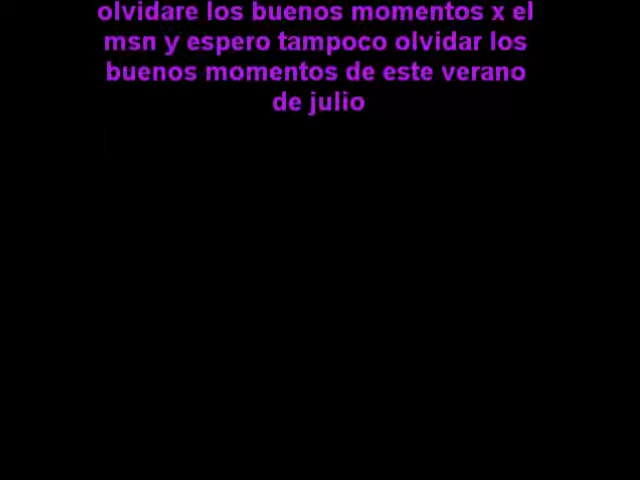 olvidare los buenos momentos x el
msn y espero tampoco olvidar los
buenos momentos de este verano
de julio